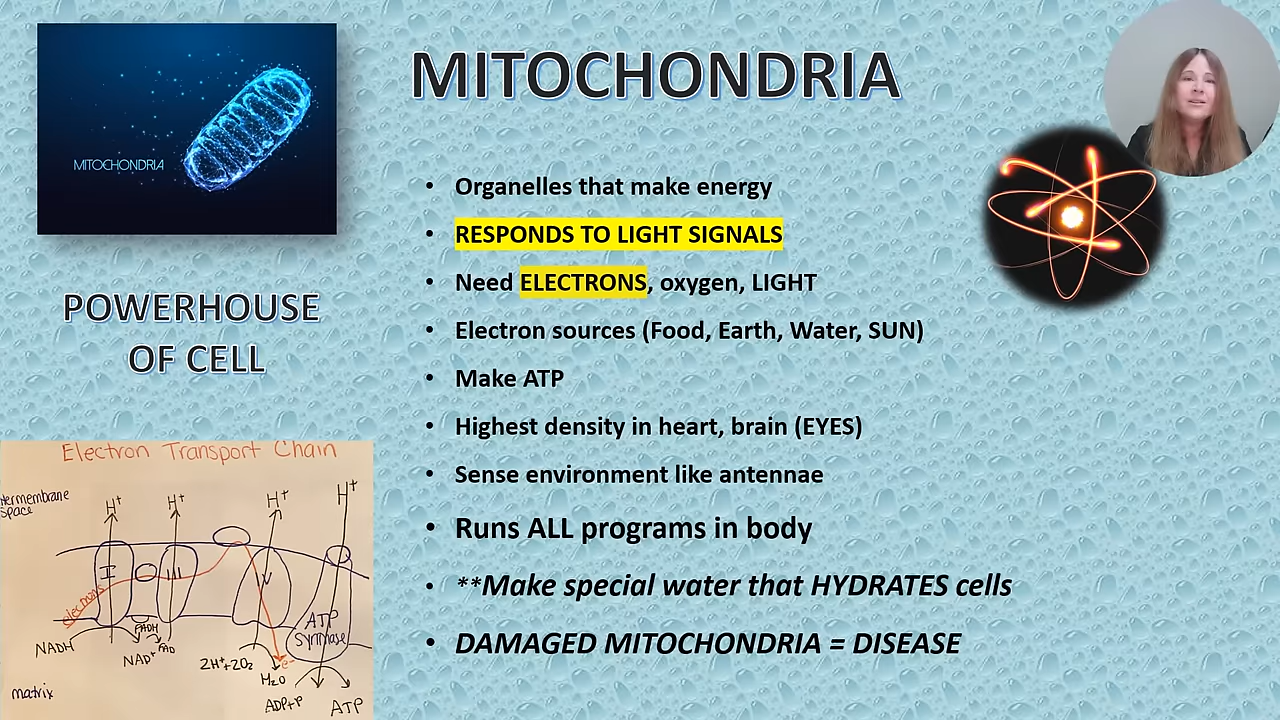 MITOCHONDRIA
MITOCHONDRIA
• Organelles that make energy
• RESPONDS TO LIGHT SIGNALS
• Need ELECTRONS, oxygen, LIGHT
• Electron sources (Food, Earth, Water, SUN)
• Make ATP
• Highest density in heart, brain (EYES)
• Sense environment like antennae
• Runs ALL programs in body
• **Make special water that HYDRATES cells
• DAMAGED MITOCHONDRIA = DISEASE
POWERHOUSE
OF CELL
Electron Transport Chain
space
H+ H+ H+ H+
I III
electrons
ATP
Synthase
NADH
NAD+
FADH
FAD
2H++2O2
e-
H2O
ADP+P
ATP
matrix